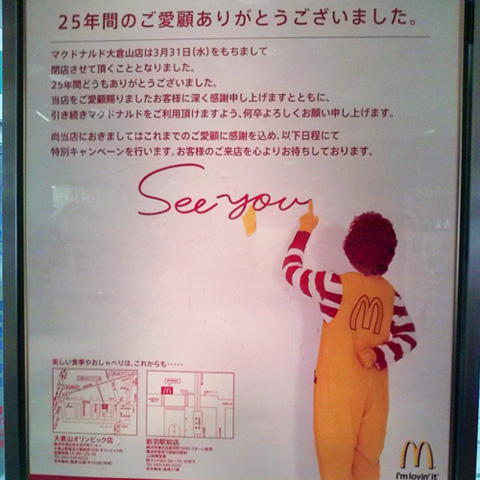 25年間のご愛顧ありがとうございました。
マクドナルド大倉山店は3月31日(水)をもちまして
閉店させて頂くこととなりました。
25年間どうもありがとうございました。
当店をご愛顧賜りましたお客様に深く感謝申し上げますとともに、
引き続きマクドナルドをご利用頂けますよう、何卒よろしくお願い申し上げます。
尚当店におきましてはこれまでのご愛顧に感謝を込め、以下日程にて
特別キャンペーンを行います。お客様のご来店を心よりお待ちしております。
See you
楽しい食事やおしゃべりは、これからも・・・・・
大倉山オリンピック店
新羽駅前店
i'm lovin' it